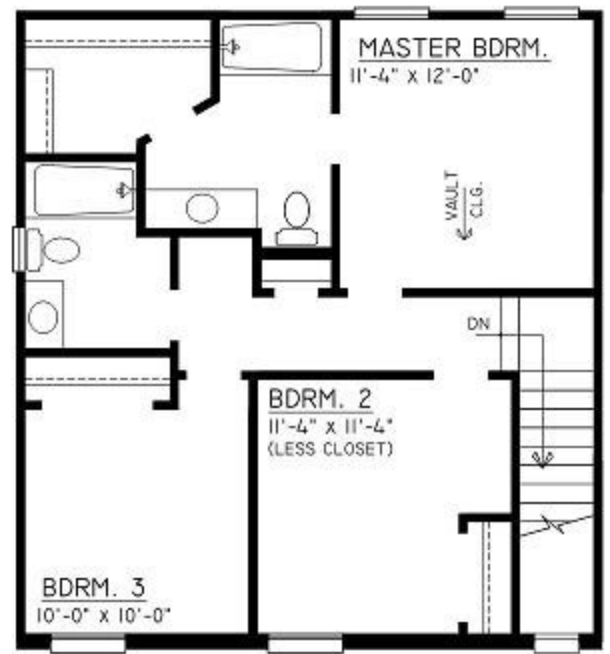 MASTER BDRM.
11'-4" X 12'-0"
VAULT
CLG.
DN
BDRM. 2
11'-4" X 11'-4"
(LESS CLOSET)
BDRM. 3
10'-0" X 10'-0"